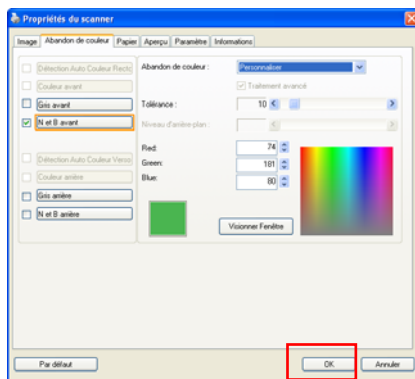 Propriétés du scanner
Image Abandon de couleur Papier Aperçu Paramètre Informations
Détection Auto Couleur Recto
Couleur avant
Gris avant
N et B avant
Détection Auto Couleur Verso
Couleur arrière
Gris arrière
N et B arrière
Abandon de couleur :
Personnaliser
Traitement avancé
Tolérance :
10
Niveau d'arrière-plan :
Red: 74
Green: 181
Blue: 80
Visionner Fenêtre
Par défaut
OK
Annuler